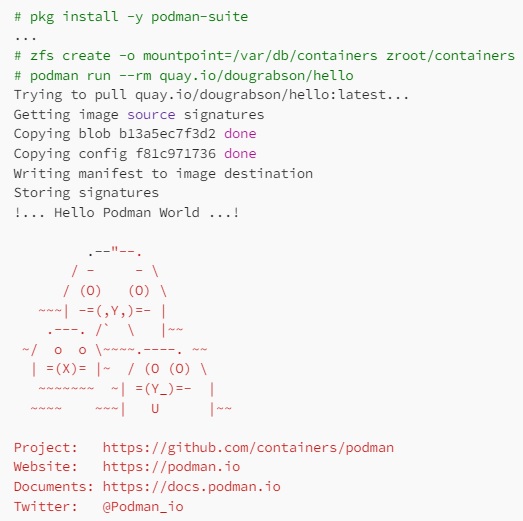 # pkg install -y podman-suite
...
# zfs create -o mountpoint=/var/db/containers zroot/containers
# podman run --rm quay.io/dougrabson/hello
Trying to pull quay.io/dougrabson/hello:latest...
Getting image source signatures
Copying blob b13a5ec7f3d2 done
Copying config f81c971736 done
Writing manifest to image destination
Storing signatures
!... Hello Podman World ...!

         .--"--.
       / -     - \
      / (O)   (O) \
   ~~~| -=(,Y,)=- |
    .---. /`  \   |~~
 ~/  o  o \~~~~.----. ~~
  | =(X)= |~  / (O (O) \
   ~~~~~~~  ~| =(Y_)=-  |
  ~~~~    ~~~|   U      |~~

Project:   https://github.com/containers/podman
Website:   https://podman.io
Documents: https://docs.podman.io
Twitter:   @Podman_io